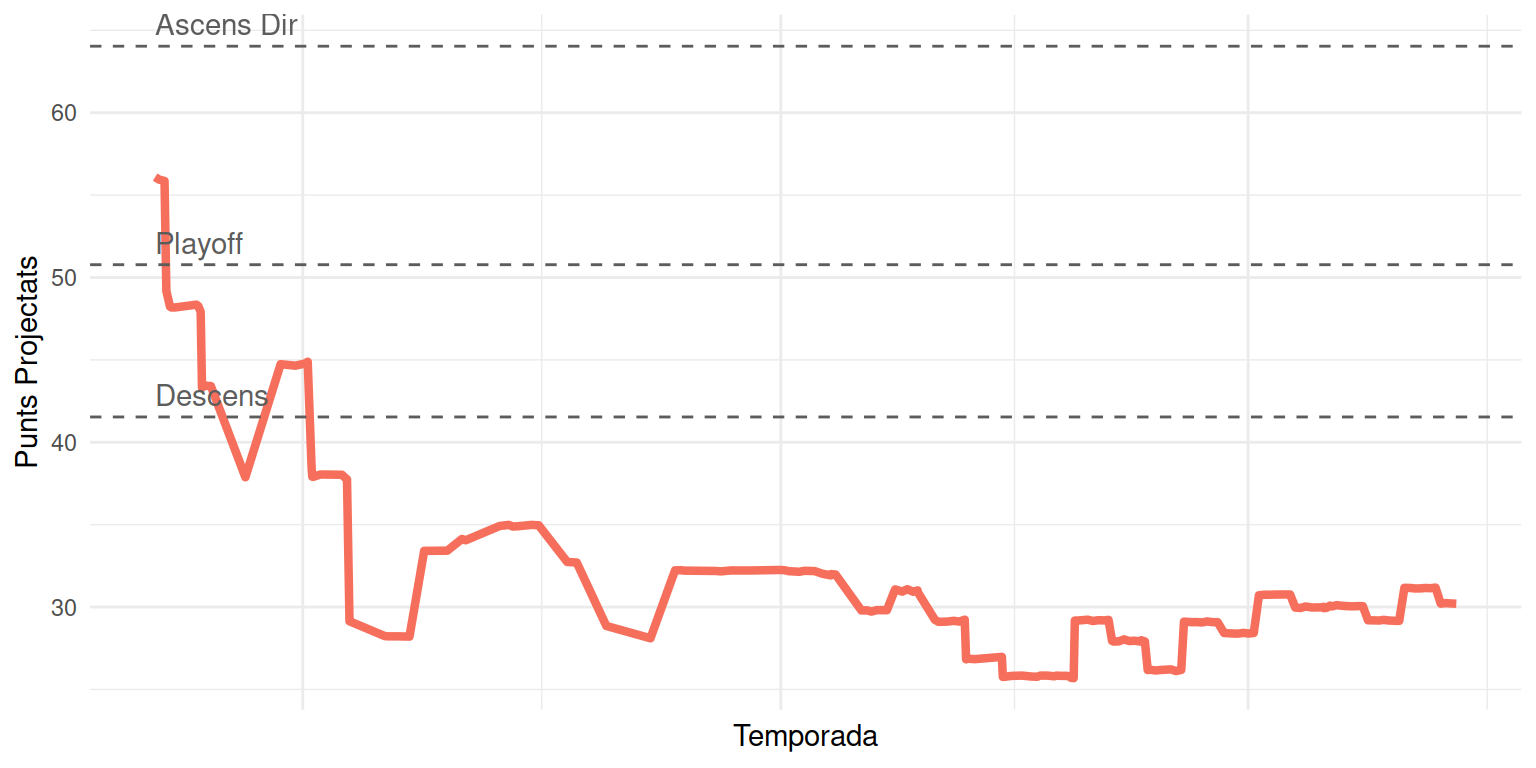 Ascens Dir
60
Playoff
50
Descens
40
30
Punts Projectats
Temporada